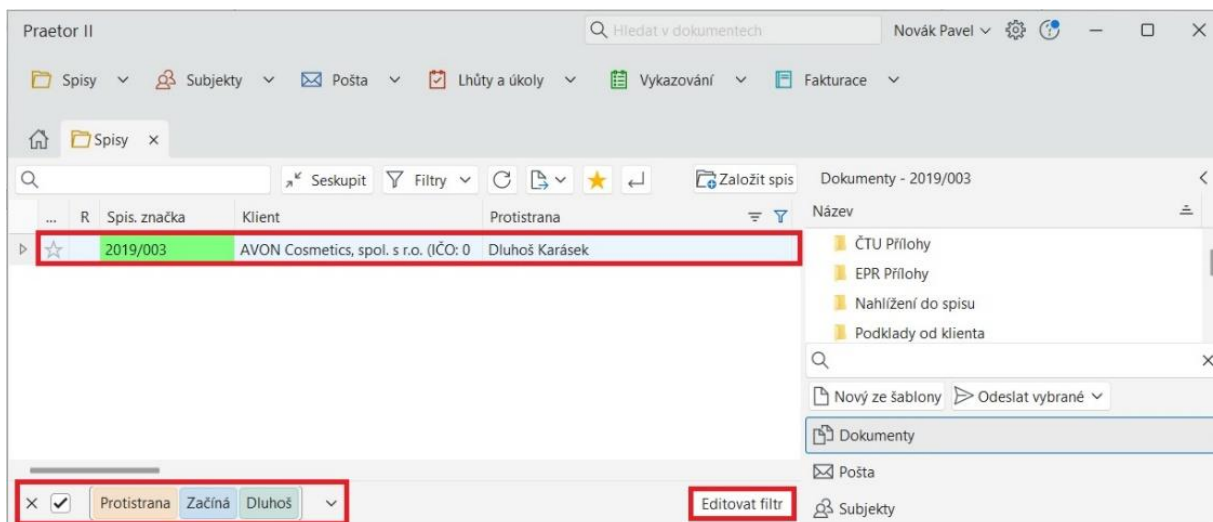 Praetor II
Hledat v dokumentech
Novák Pavel
Spisy
Subjekty
Pošta
Lhůty a úkoly
Vykazování
Fakturace
Spisy
Seskupit
Filtry
Založit spis
... R Spis. značka Klient Protistrana
2019/003 AVON Cosmetics, spol. s r.o. (IČO: 0 Dluhoš Karásek
Protistrana Začíná Dluhoš
Editovat filtr
Dokumenty - 2019/003
Název
ČTU Přílohy
EPR Přílohy
Nahlížení do spisu
Podklady od klienta
Nový ze šablony
Odeslat vybrané
Dokumenty
Pošta
Subjekty